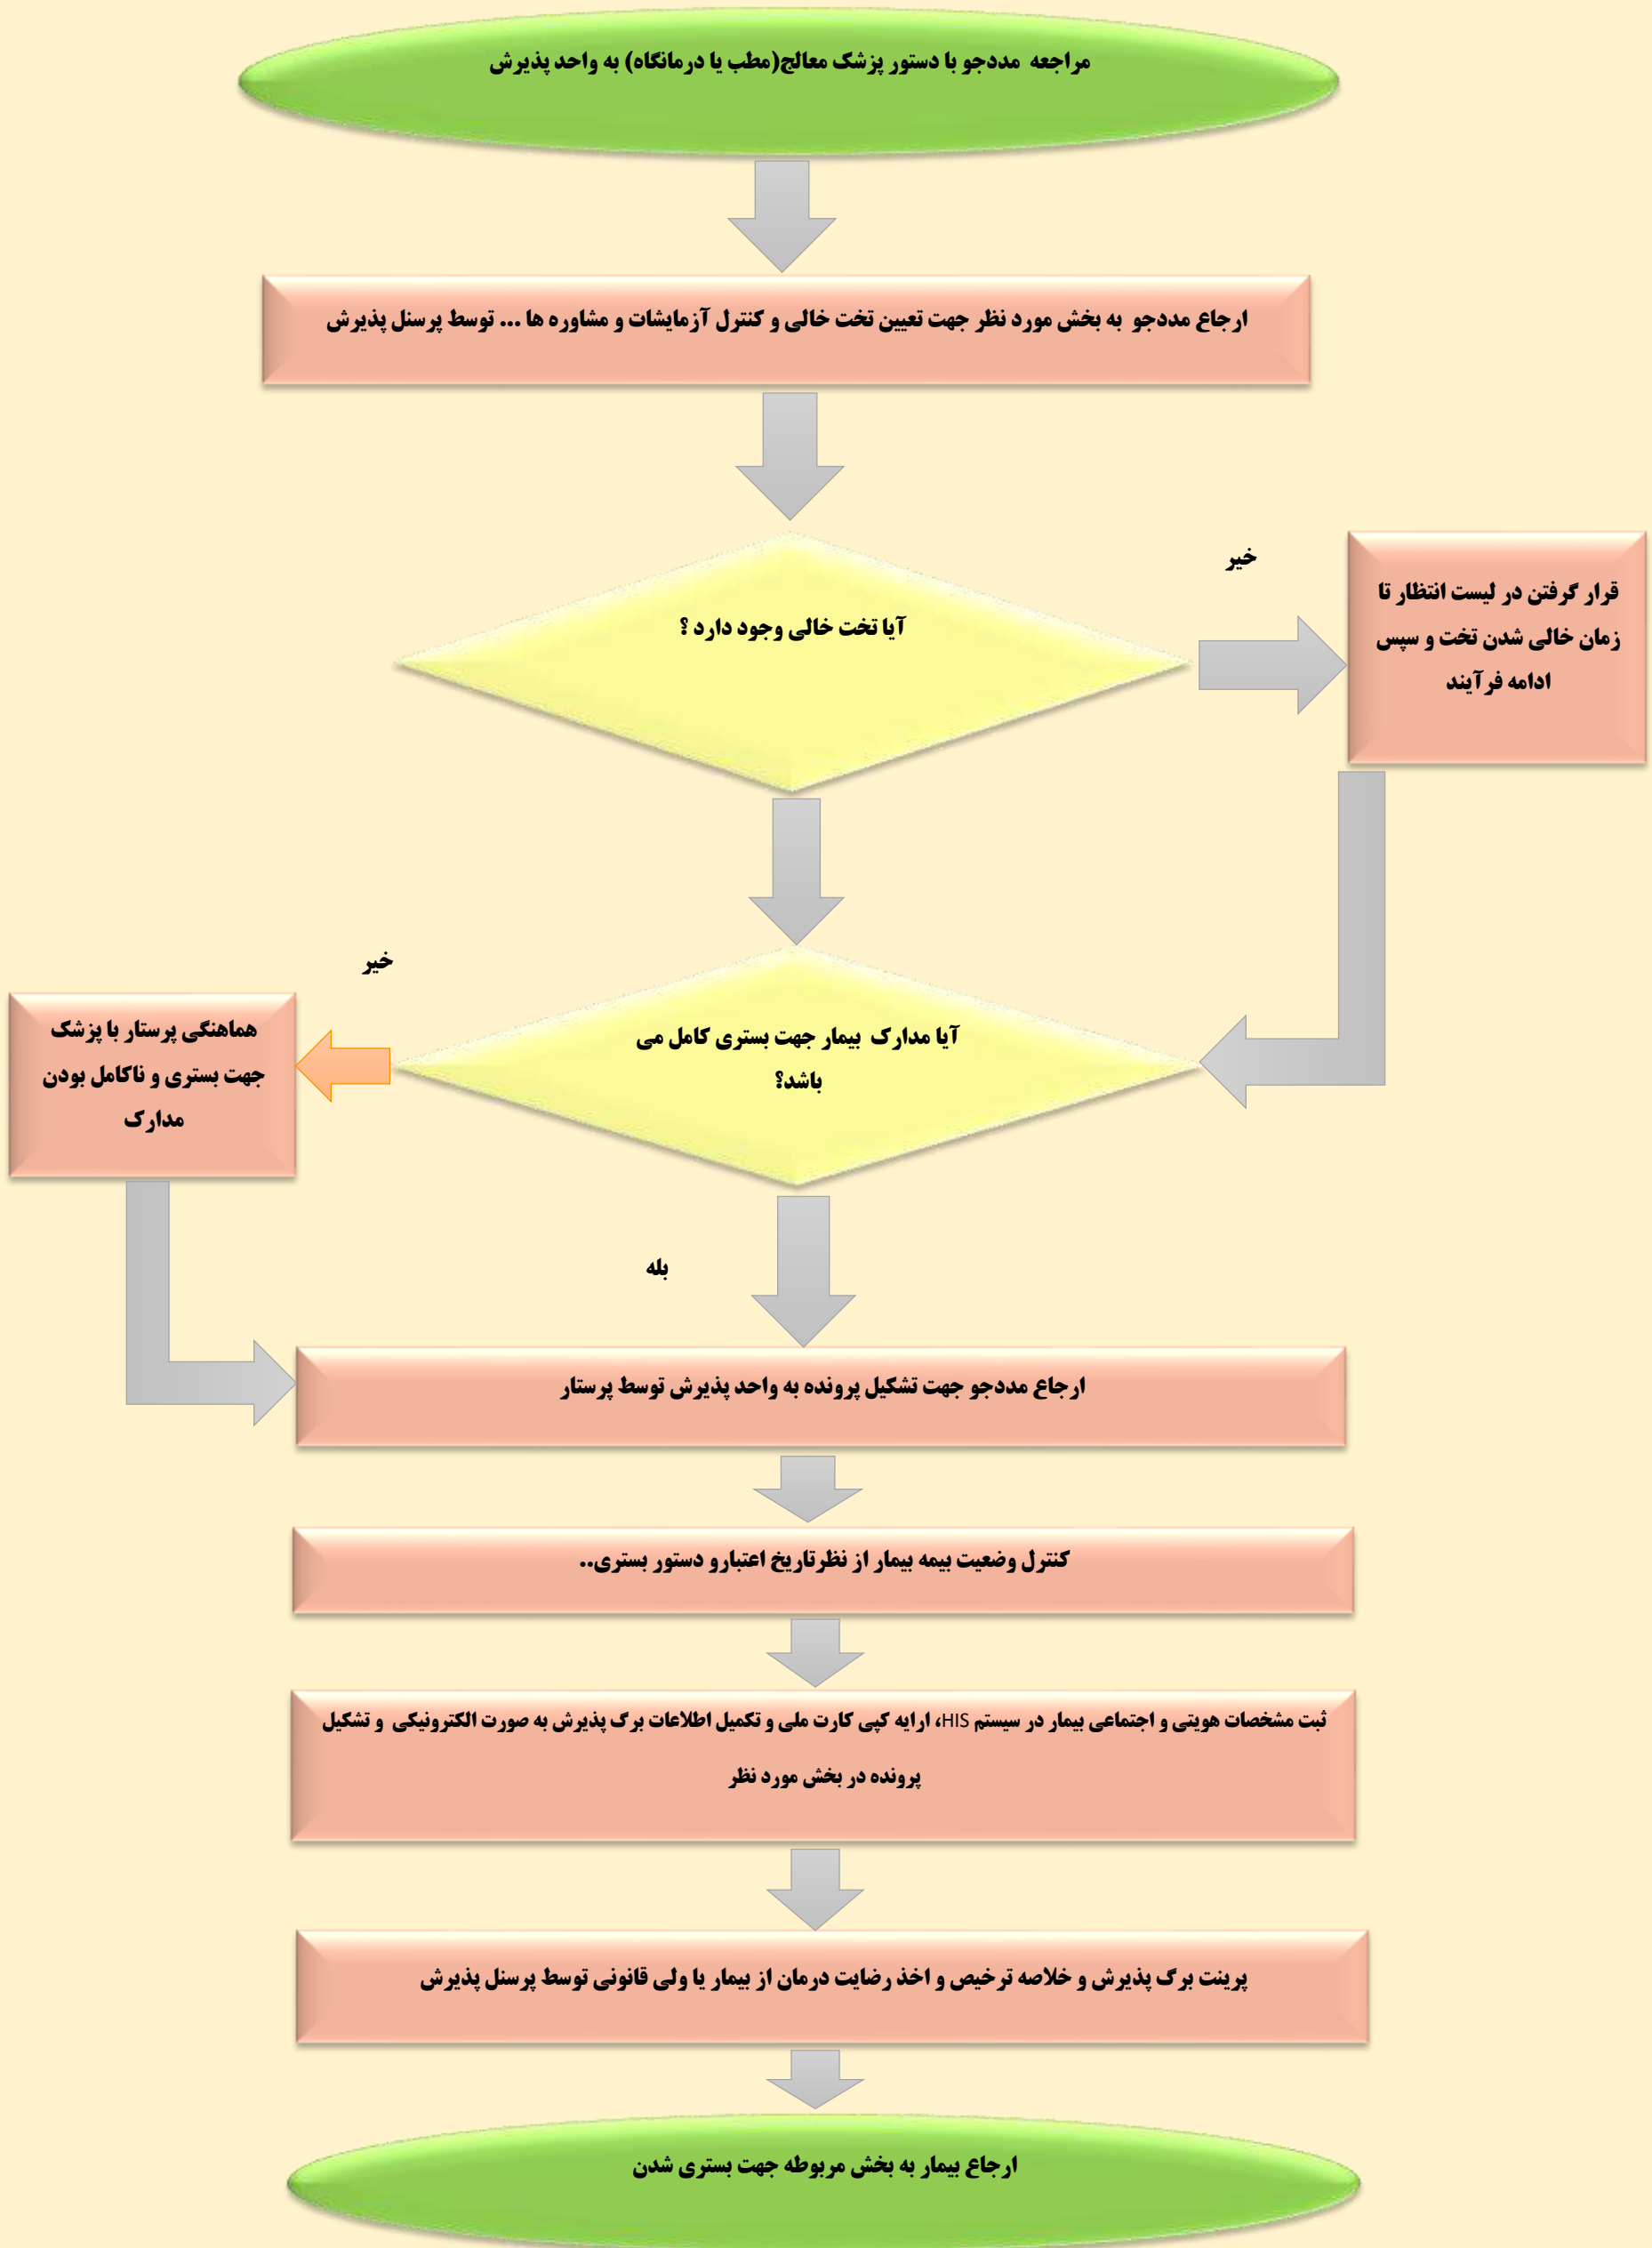 مراجعه مددجو با دستور پزشک معالج(مطب یا درمانگاه) به واحد پذیرش
ارجاع مددجو به بخش مورد نظر جهت تعیین تخت خالی و کنترل آزمایشات و مشاوره ها ... توسط پرسنل پذیرش
خیر
قرار گرفتن در لیست انتظار تا
زمان خالی شدن تخت و سپس
ادامه فرآیند
آیا تخت خالی وجود دارد ؟
خیر
آیا مدارک بیمار جهت بستری کامل می
باشد؟
هماهنگی پرستار با پزشک
جهت بستری و ناکامل بودن
مدارک
بله
ارجاع مددجو جهت تشکیل پرونده به واحد پذیرش توسط پرستار
کنترل وضعیت بیمه بیمار از نظرتاریخ اعتبارو دستور بستری..
ثبت مشخصات هویتی و اجتماعی بیمار در سیستم HIS، ارایه کپی کارت ملی و تکمیل اطلاعات برگ پذیرش به صورت الکترونیکی و تشکیل
پرونده در بخش مورد نظر
پرینت برگ پذیرش و خلاصه ترخیص و اخذ رضایت درمان از بیمار یا ولی قانونی توسط پرسنل پذیرش
ارجاع بیمار به بخش مربوطه جهت بستری شدن